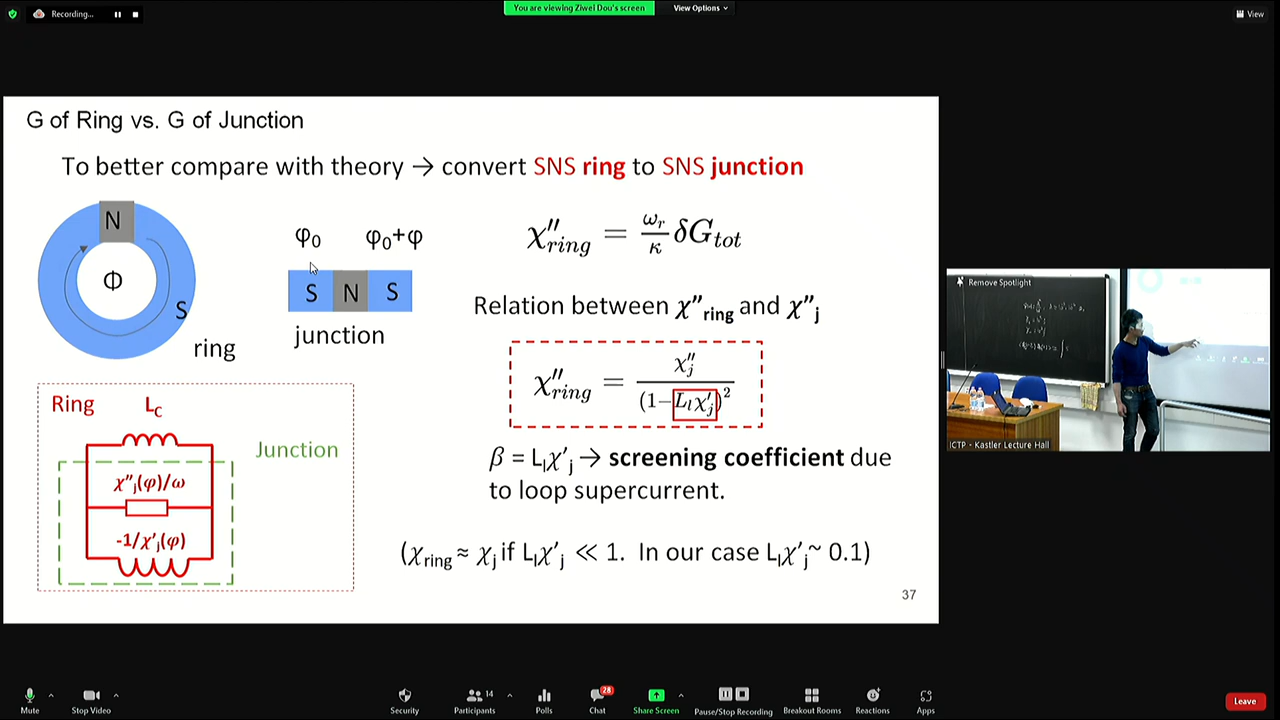 Recording...
You are viewing Ziwei Dou's screen
View Options
View
G of Ring vs. G of Junction
To better compare with theory → convert SNS ring to SNS junction
N
Φ
S
ring
φ₀ φ₀+φ
S N S
junction
χ''ring = ωr/κ δGtot
Relation between χ''ring and χ''j
χ''ring = χ''j / (1−Llχ'j)²
β = Llχ'j → screening coefficient due
to loop supercurrent.
(χring ≈ χj if Llχ'j ≪ 1. In our case Llχ'j ~ 0.1)
Ring
LC
Junction
χ''j(φ)/ω
-1/χ'j(φ)
37
Remove Spotlight
ICTP - Kastler Lecture Hall
Mute
Stop Video
Security
14
Participants
Polls
28
Chat
Share Screen
Pause/Stop Recording
Breakout Rooms
Reactions
Apps
Leave